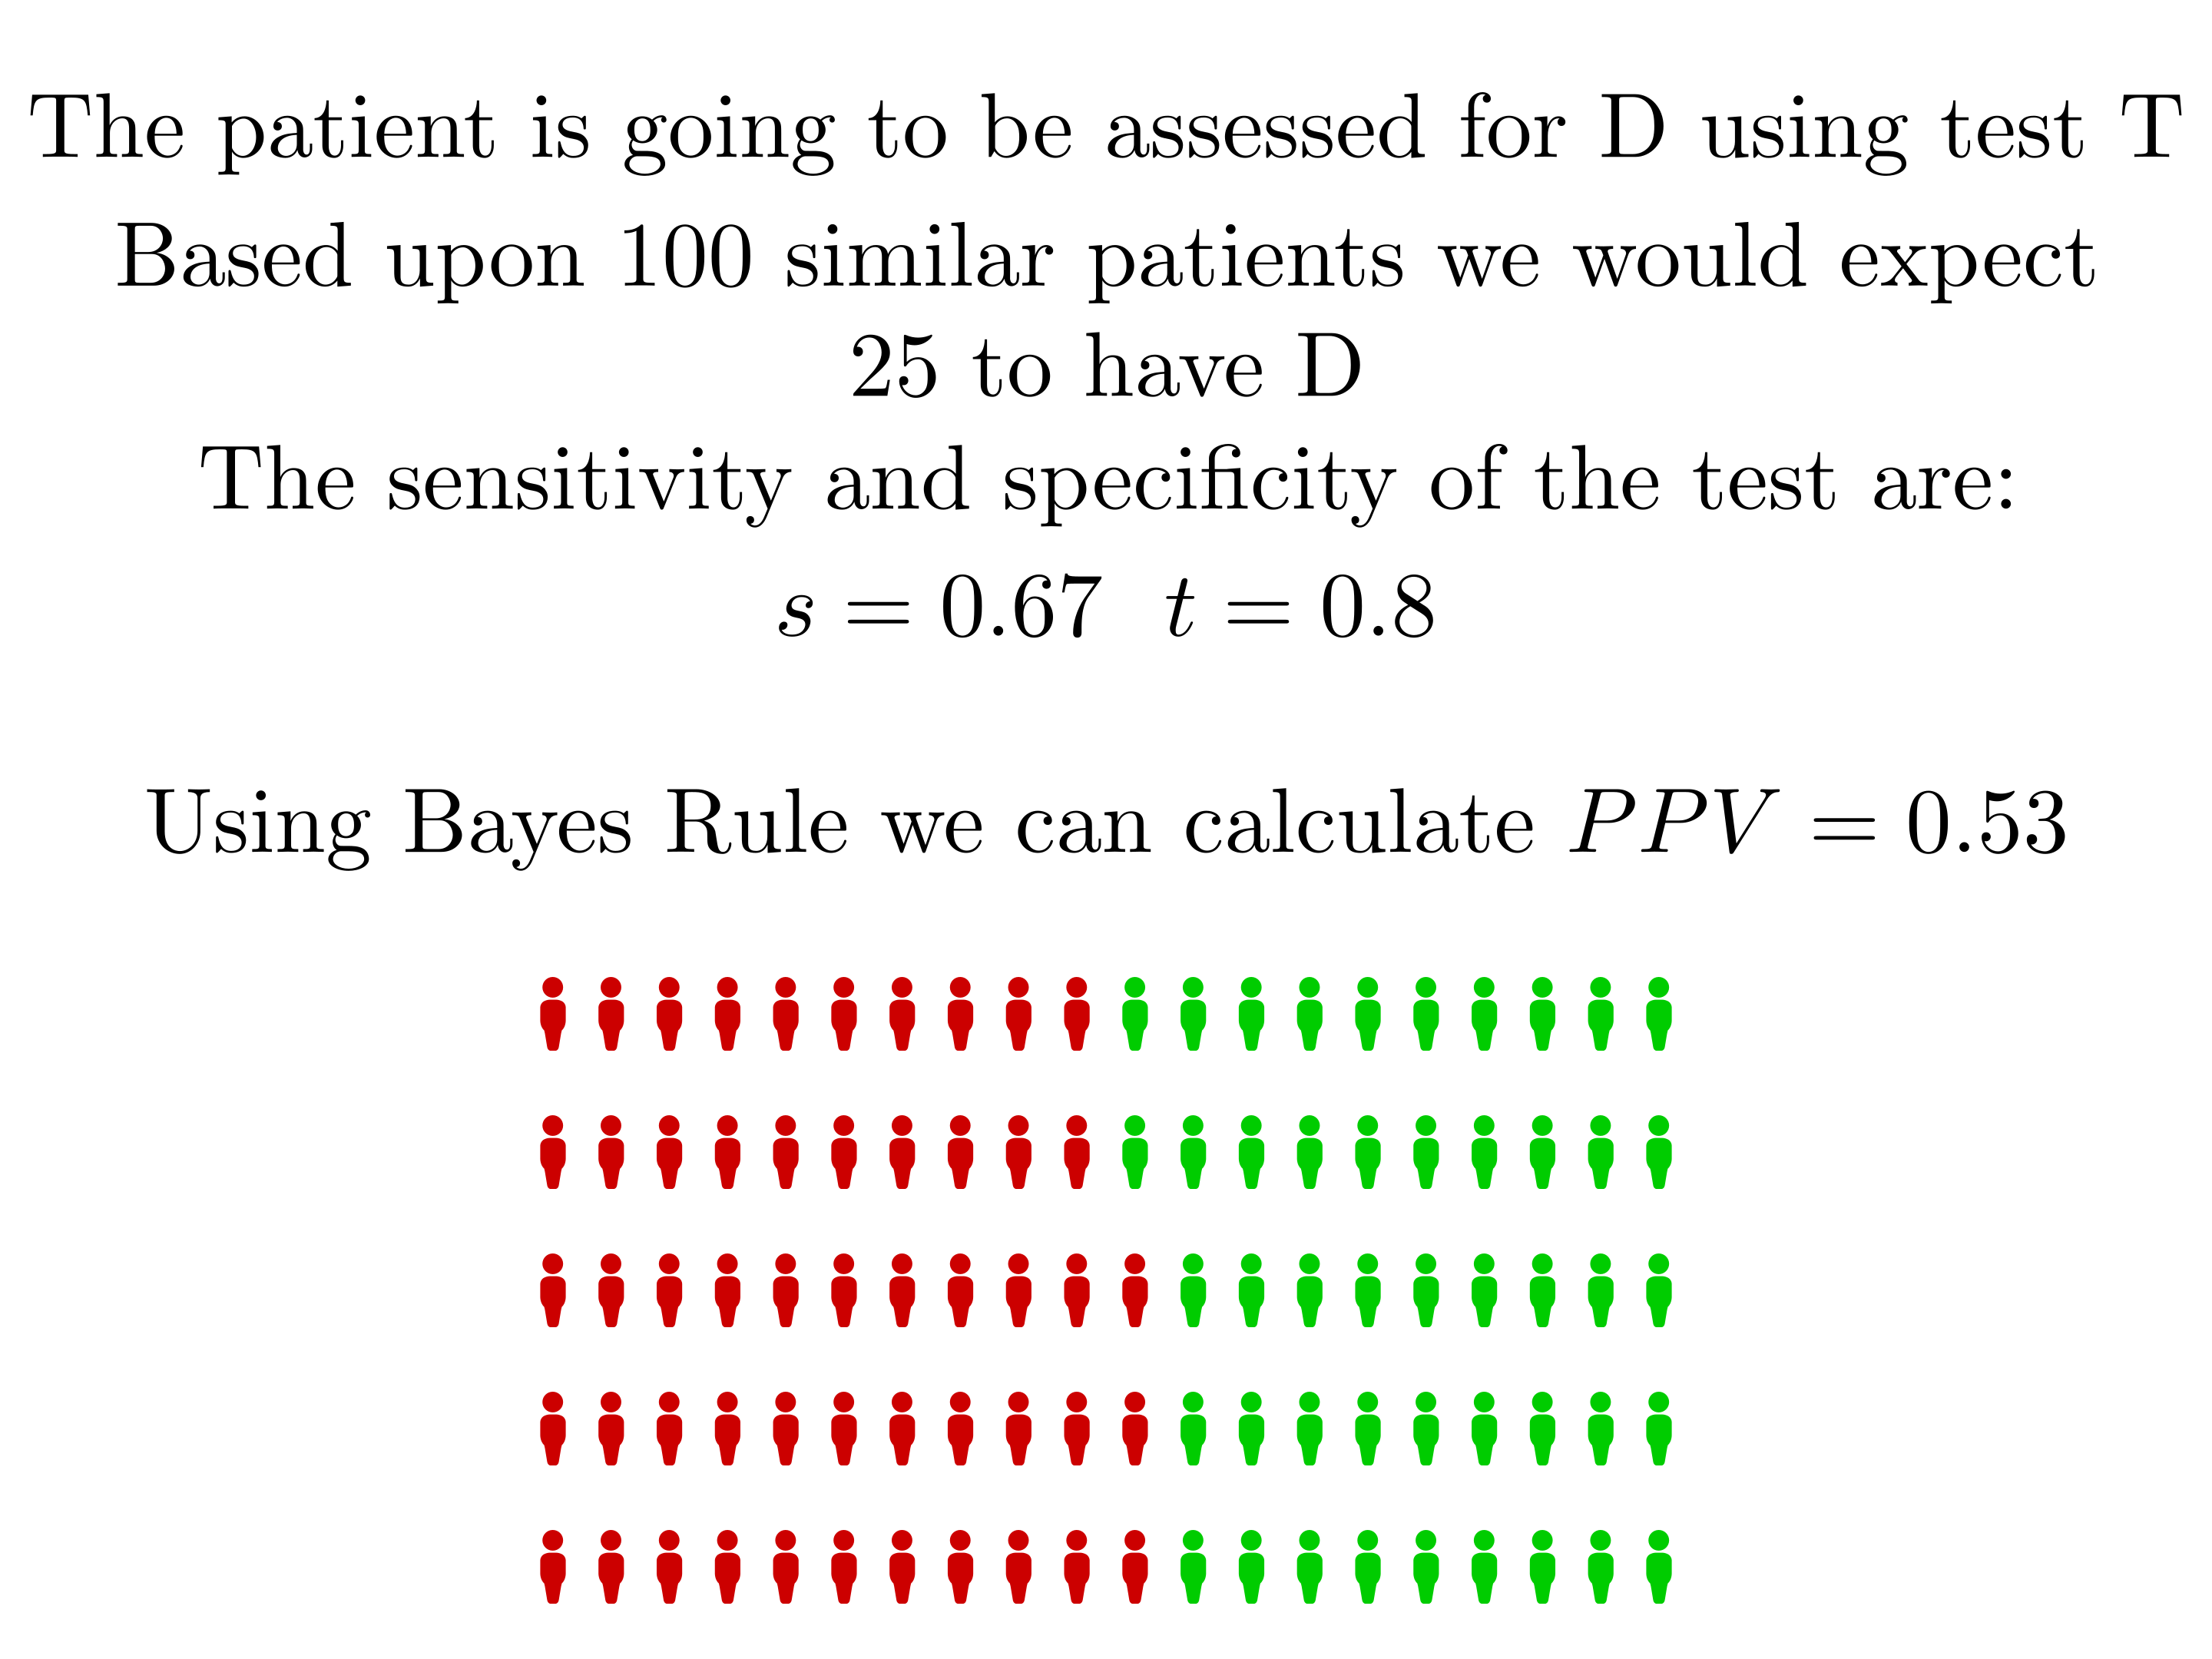 The patient is going to be asessed for D using test T
Based upon 100 similar patients we would expect
25 to have D
The sensitivity and specificity of the test are:
s = 0.67 t = 0.8
Using Bayes Rule we can calculate PPV = 0.53